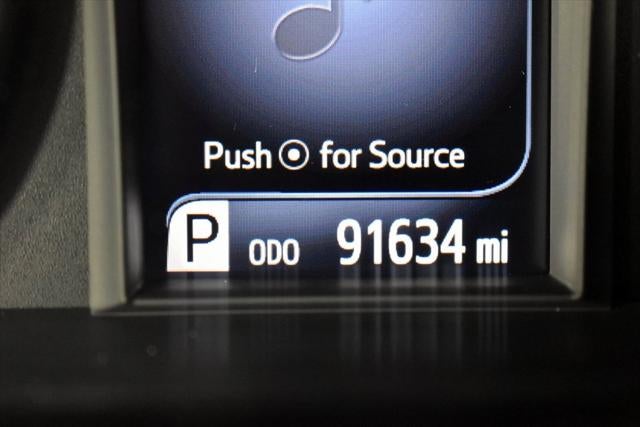 Push ⦿ for Source
P ODO 91634 mi